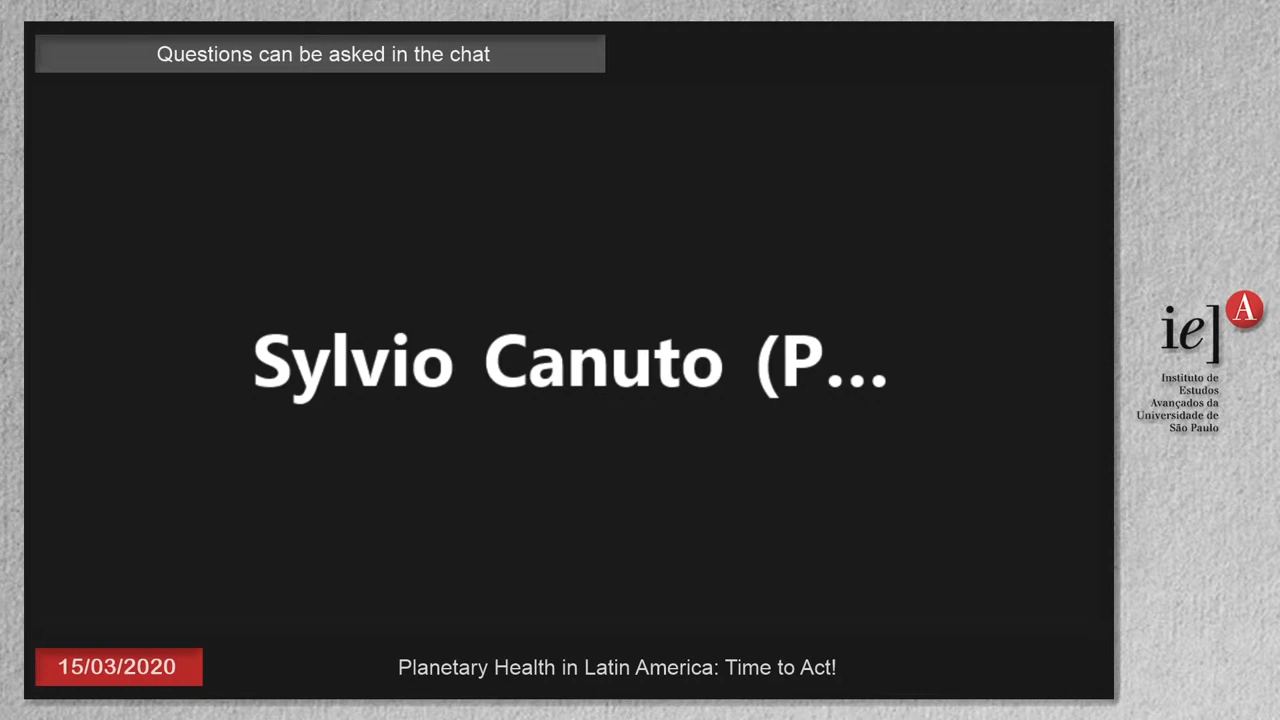 Questions can be asked in the chat
Sylvio Canuto (P...
15/03/2020
Planetary Health in Latin America: Time to Act!
ie]
A
Instituto de
Estudos
Avançados da
Universidade de
São Paulo